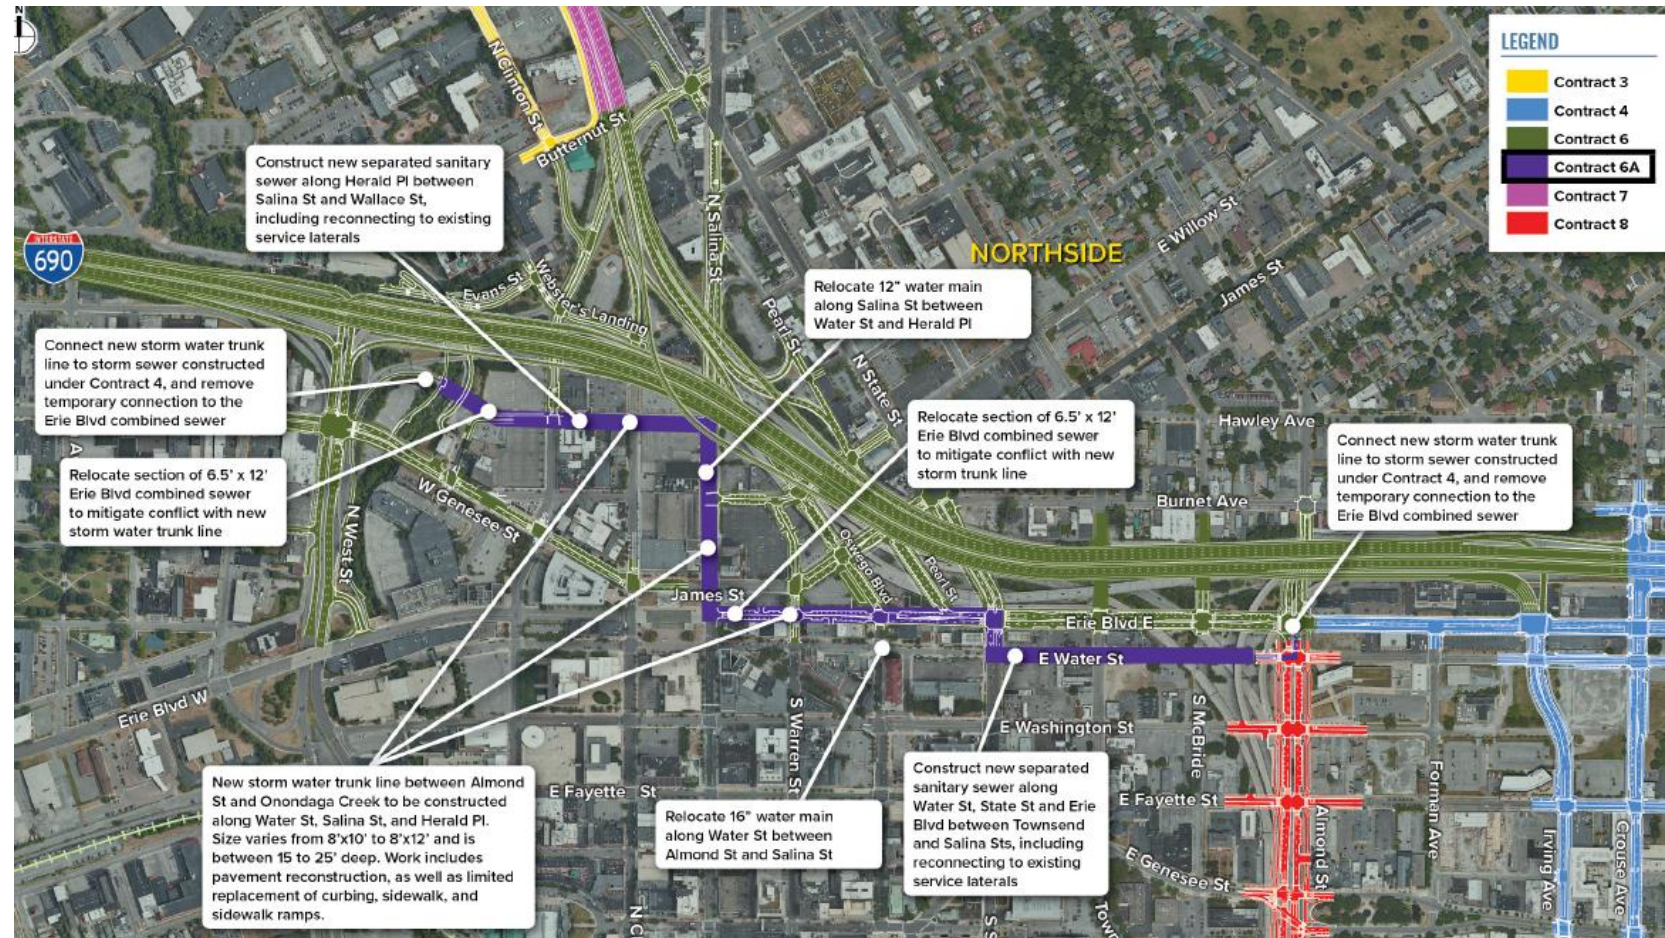 N
LEGEND
Contract 3
Contract 4
Contract 6
Contract 6A
Contract 7
Contract 8
N Clinton St
Butternut St
Construct new separated sanitary
sewer along Herald Pl between
Salina St and Wallace St,
including reconnecting to existing
service laterals
N Salina St
E Willow St
NORTHSIDE
INTERSTATE
690
Evans St
Webster's Landing
Relocate 12" water main
along Salina St between
Water St and Herald Pl
James St
Pearl St
Connect new storm water trunk
line to storm sewer constructed
under Contract 4, and remove
temporary connection to the
Erie Blvd combined sewer
N State St
Relocate section of 6.5' x 12'
Erie Blvd combined sewer
to mitigate conflict with new
storm trunk line
Hawley Ave
Connect new storm water trunk
line to storm sewer constructed
under Contract 4, and remove
temporary connection to the
Erie Blvd combined sewer
A
Relocate section of 6.5' x 12'
Erie Blvd combined sewer
to mitigate conflict with new
storm water trunk line
W Genesee St
N West St
Burnet Ave
Oswego Blvd
Pearl St
James St
Erie Blvd E
E Water St
Erie Blvd W
S Warren St
E Washington St
S McBride
New storm water trunk line between Almond
St and Onondaga Creek to be constructed
along Water St, Salina St, and Herald Pl.
Size varies from 8'x10' to 8'x12' and is
between 15 to 25' deep. Work includes
pavement reconstruction, as well as limited
replacement of curbing, sidewalk, and
sidewalk ramps.
E Fayette St
Relocate 16" water main
along Water St between
Almond St and Salina St
Construct new separated
sanitary sewer along
Water St, State St and Erie
Blvd between Townsend
and Salina Sts, including
reconnecting to existing
service laterals
E Fayette St
E Genesee St
Almond St
Forman Ave
Irving Ave
Crouse Ave
N C
S S
Town